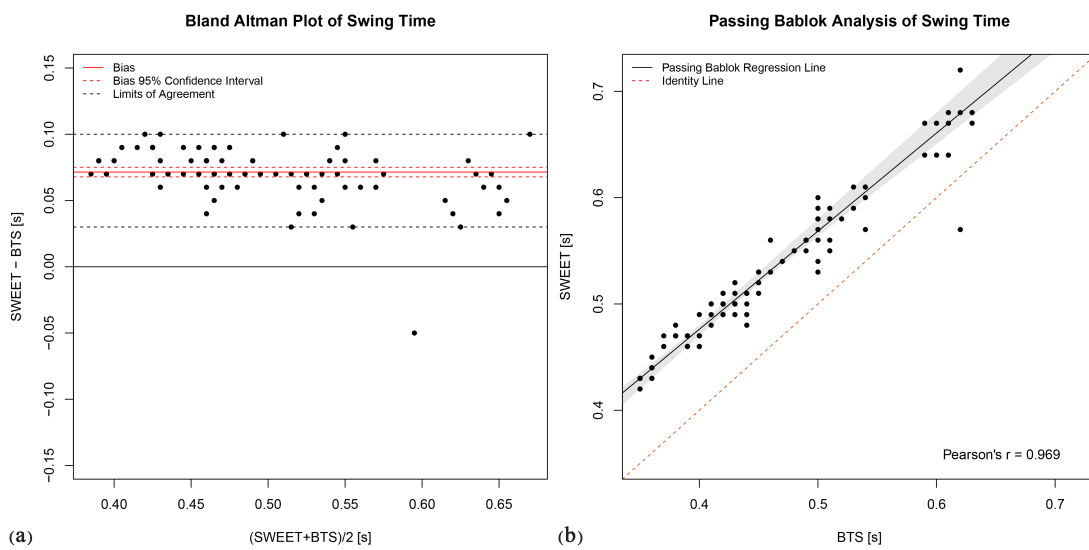 Bland Altman Plot of Swing Time
Bias
Bias 95% Confidence Interval
Limits of Agreement
SWEET − BTS [s]
0.15
0.10
0.05
0.00
−0.05
−0.10
−0.15
0.40 0.45 0.50 0.55 0.60 0.65
(SWEET+BTS)/2 [s]
(a)
Passing Bablok Analysis of Swing Time
Passing Bablok Regression Line
Identity Line
SWEET [s]
0.7
0.6
0.5
0.4
Pearson's r = 0.969
0.4 0.5 0.6 0.7
BTS [s]
(b)